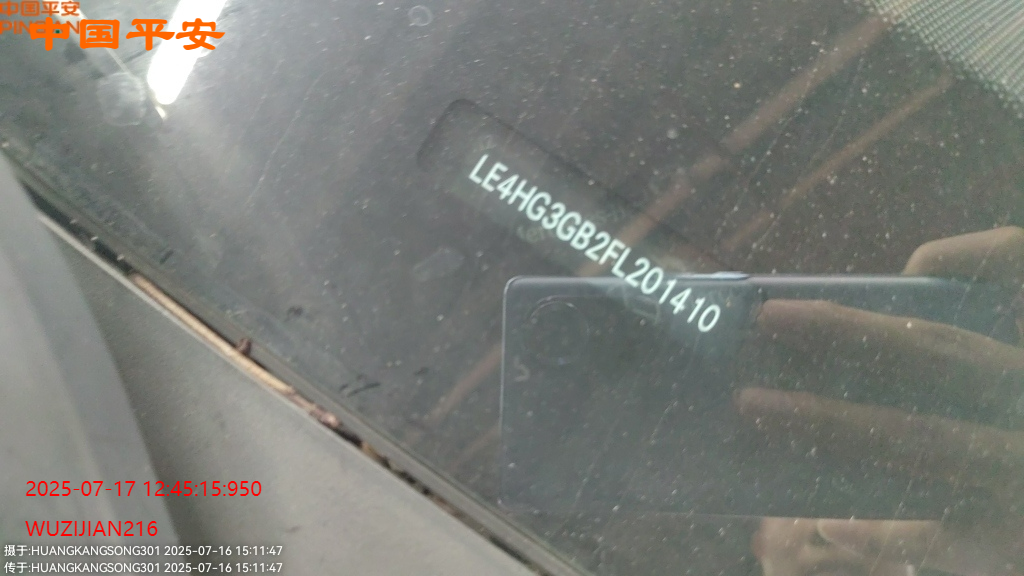 中国平安
PINGAN
中国平安
LE4HG3GB2FL201410
2025-07-17 12:45:15:950
WUZIJIAN216
摄于:HUANGKANGSONG301 2025-07-16 15:11:47
传于:HUANGKANGSONG301 2025-07-16 15:11:47